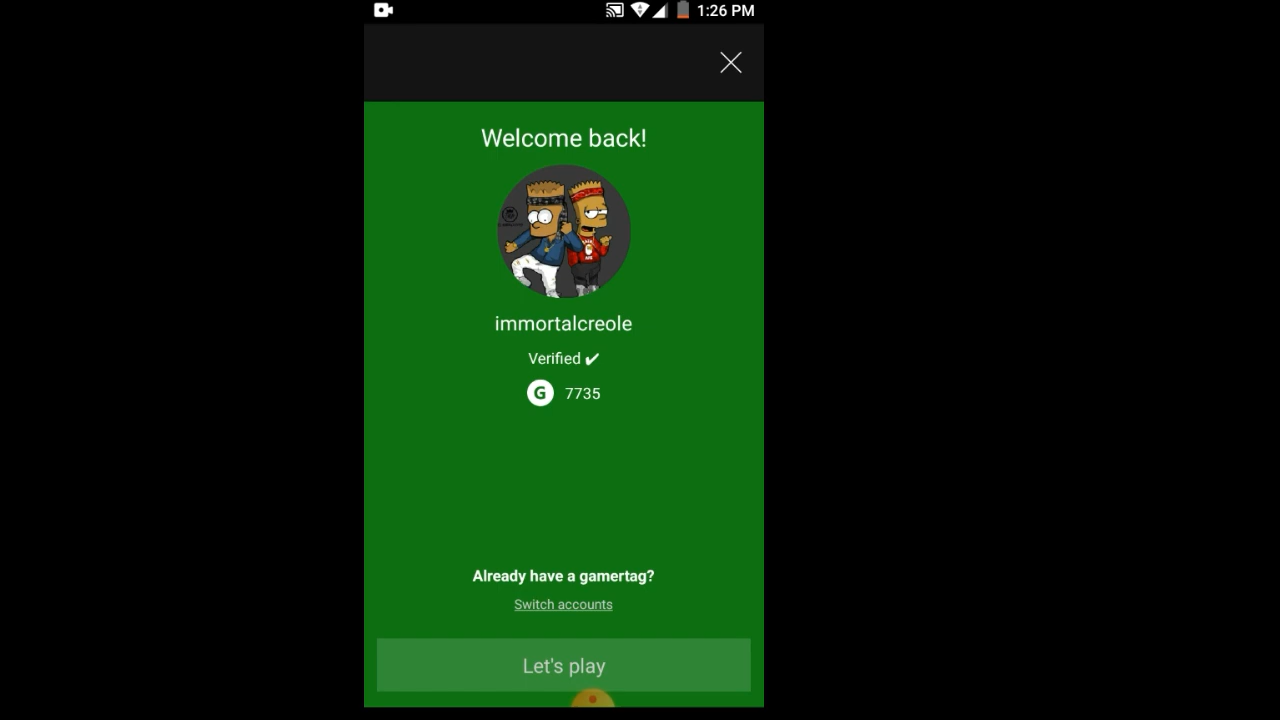 1:26 PM
Welcome back!
immortalcreole
Verified ✔
G 7735
Already have a gamertag?
Switch accounts
Let's play